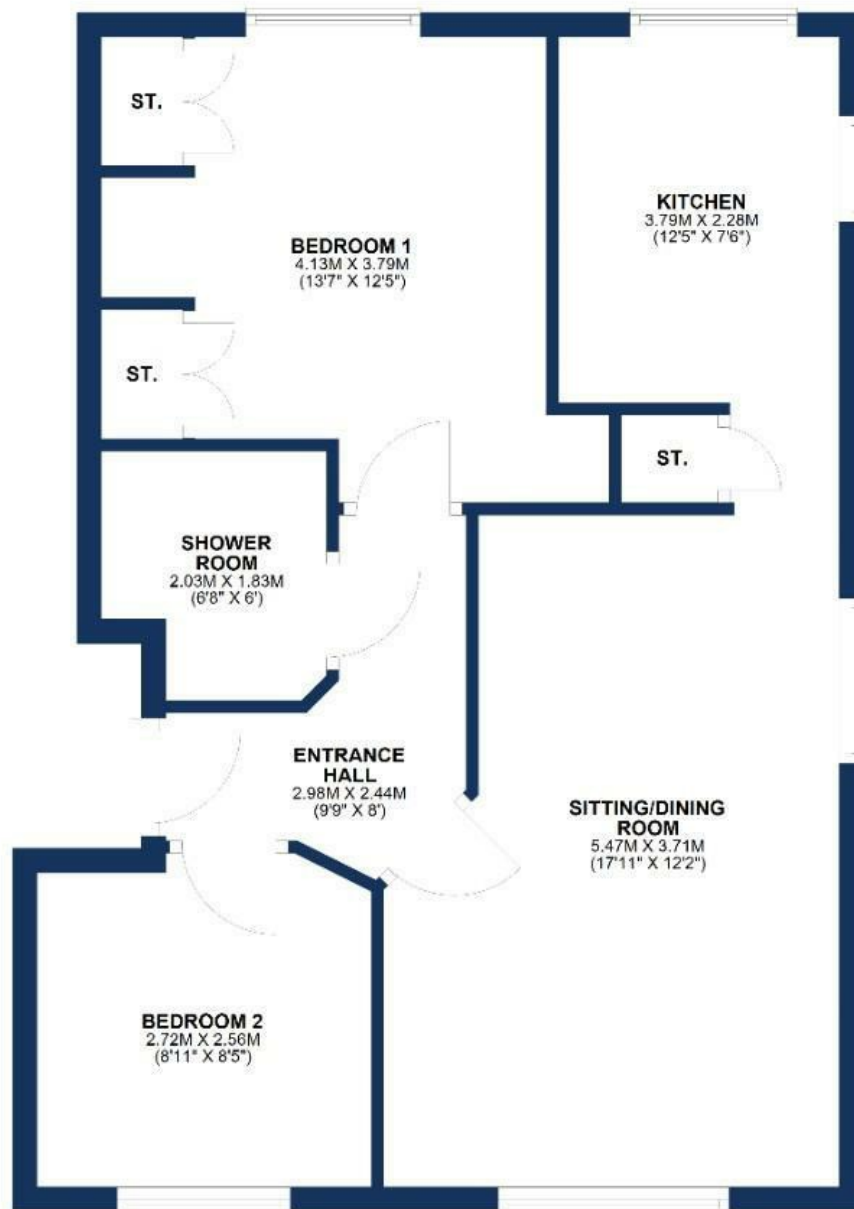 ST.
BEDROOM 1
4.13M X 3.79M
(13'7" X 12'5")
KITCHEN
3.79M X 2.28M
(12'5" X 7'6")
ST.
ST.
SHOWER
ROOM
2.03M X 1.83M
(6'8" X 6')
ENTRANCE
HALL
2.98M X 2.44M
(9'9" X 8')
SITTING/DINING
ROOM
5.47M X 3.71M
(17'11" X 12'2")
BEDROOM 2
2.72M X 2.56M
(8'11" X 8'5")